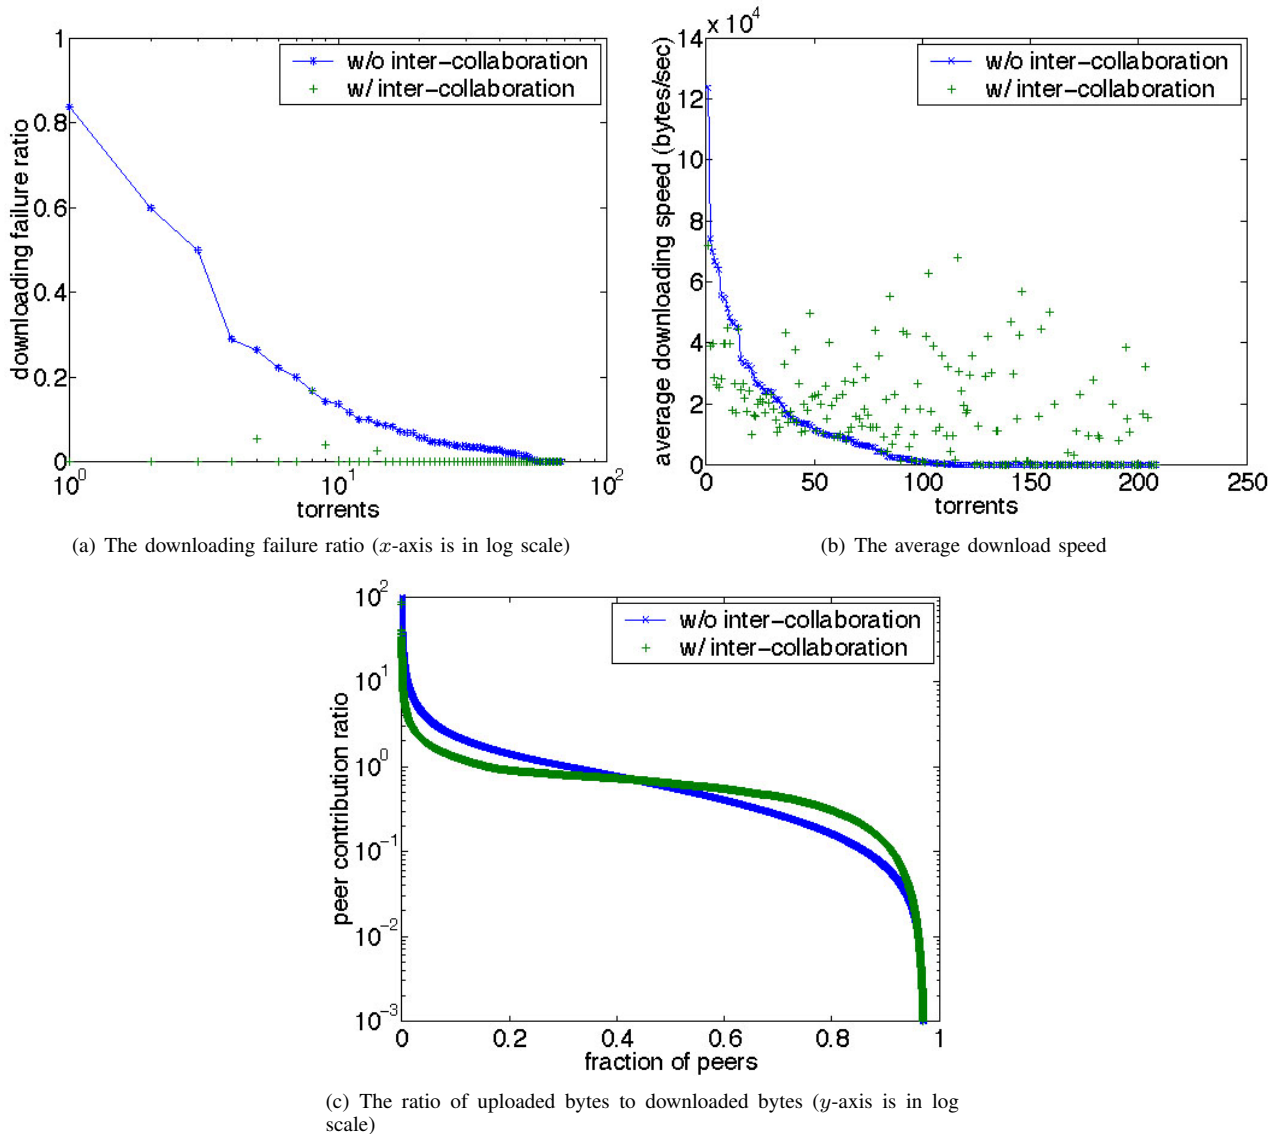 1
0.8
0.6
0.4
0.2
0
10^0
10^1
10^2
downloading failure ratio
torrents
w/o inter-collaboration
w/ inter-collaboration
(a) The downloading failure ratio (x-axis is in log scale)
x 10^4
14
12
10
8
6
4
2
0
0
50
100
150
200
250
average downloading speed (bytes/sec)
torrents
w/o inter-collaboration
w/ inter-collaboration
(b) The average download speed
10^2
10^1
10^0
10^-1
10^-2
10^-3
0
0.2
0.4
0.6
0.8
1
peer contribution ratio
fraction of peers
w/o inter-collaboration
w/ inter-collaboration
(c) The ratio of uploaded bytes to downloaded bytes (y-axis is in log
scale)